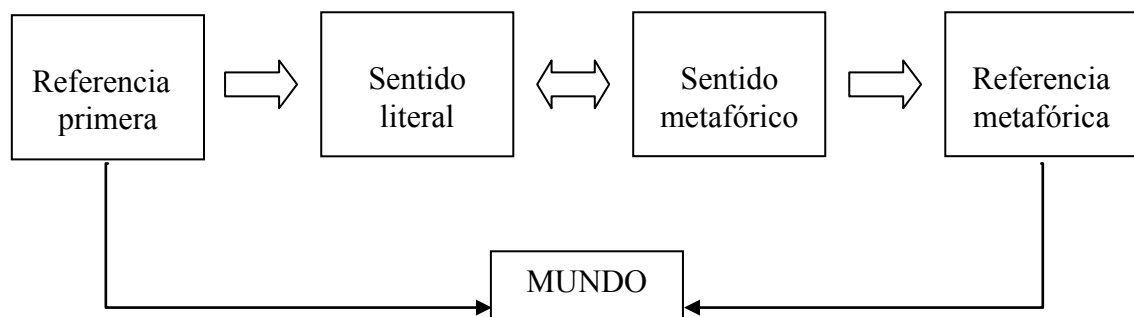 Referencia
primera
Sentido
literal
Sentido
metafórico
Referencia
metafórica
MUNDO